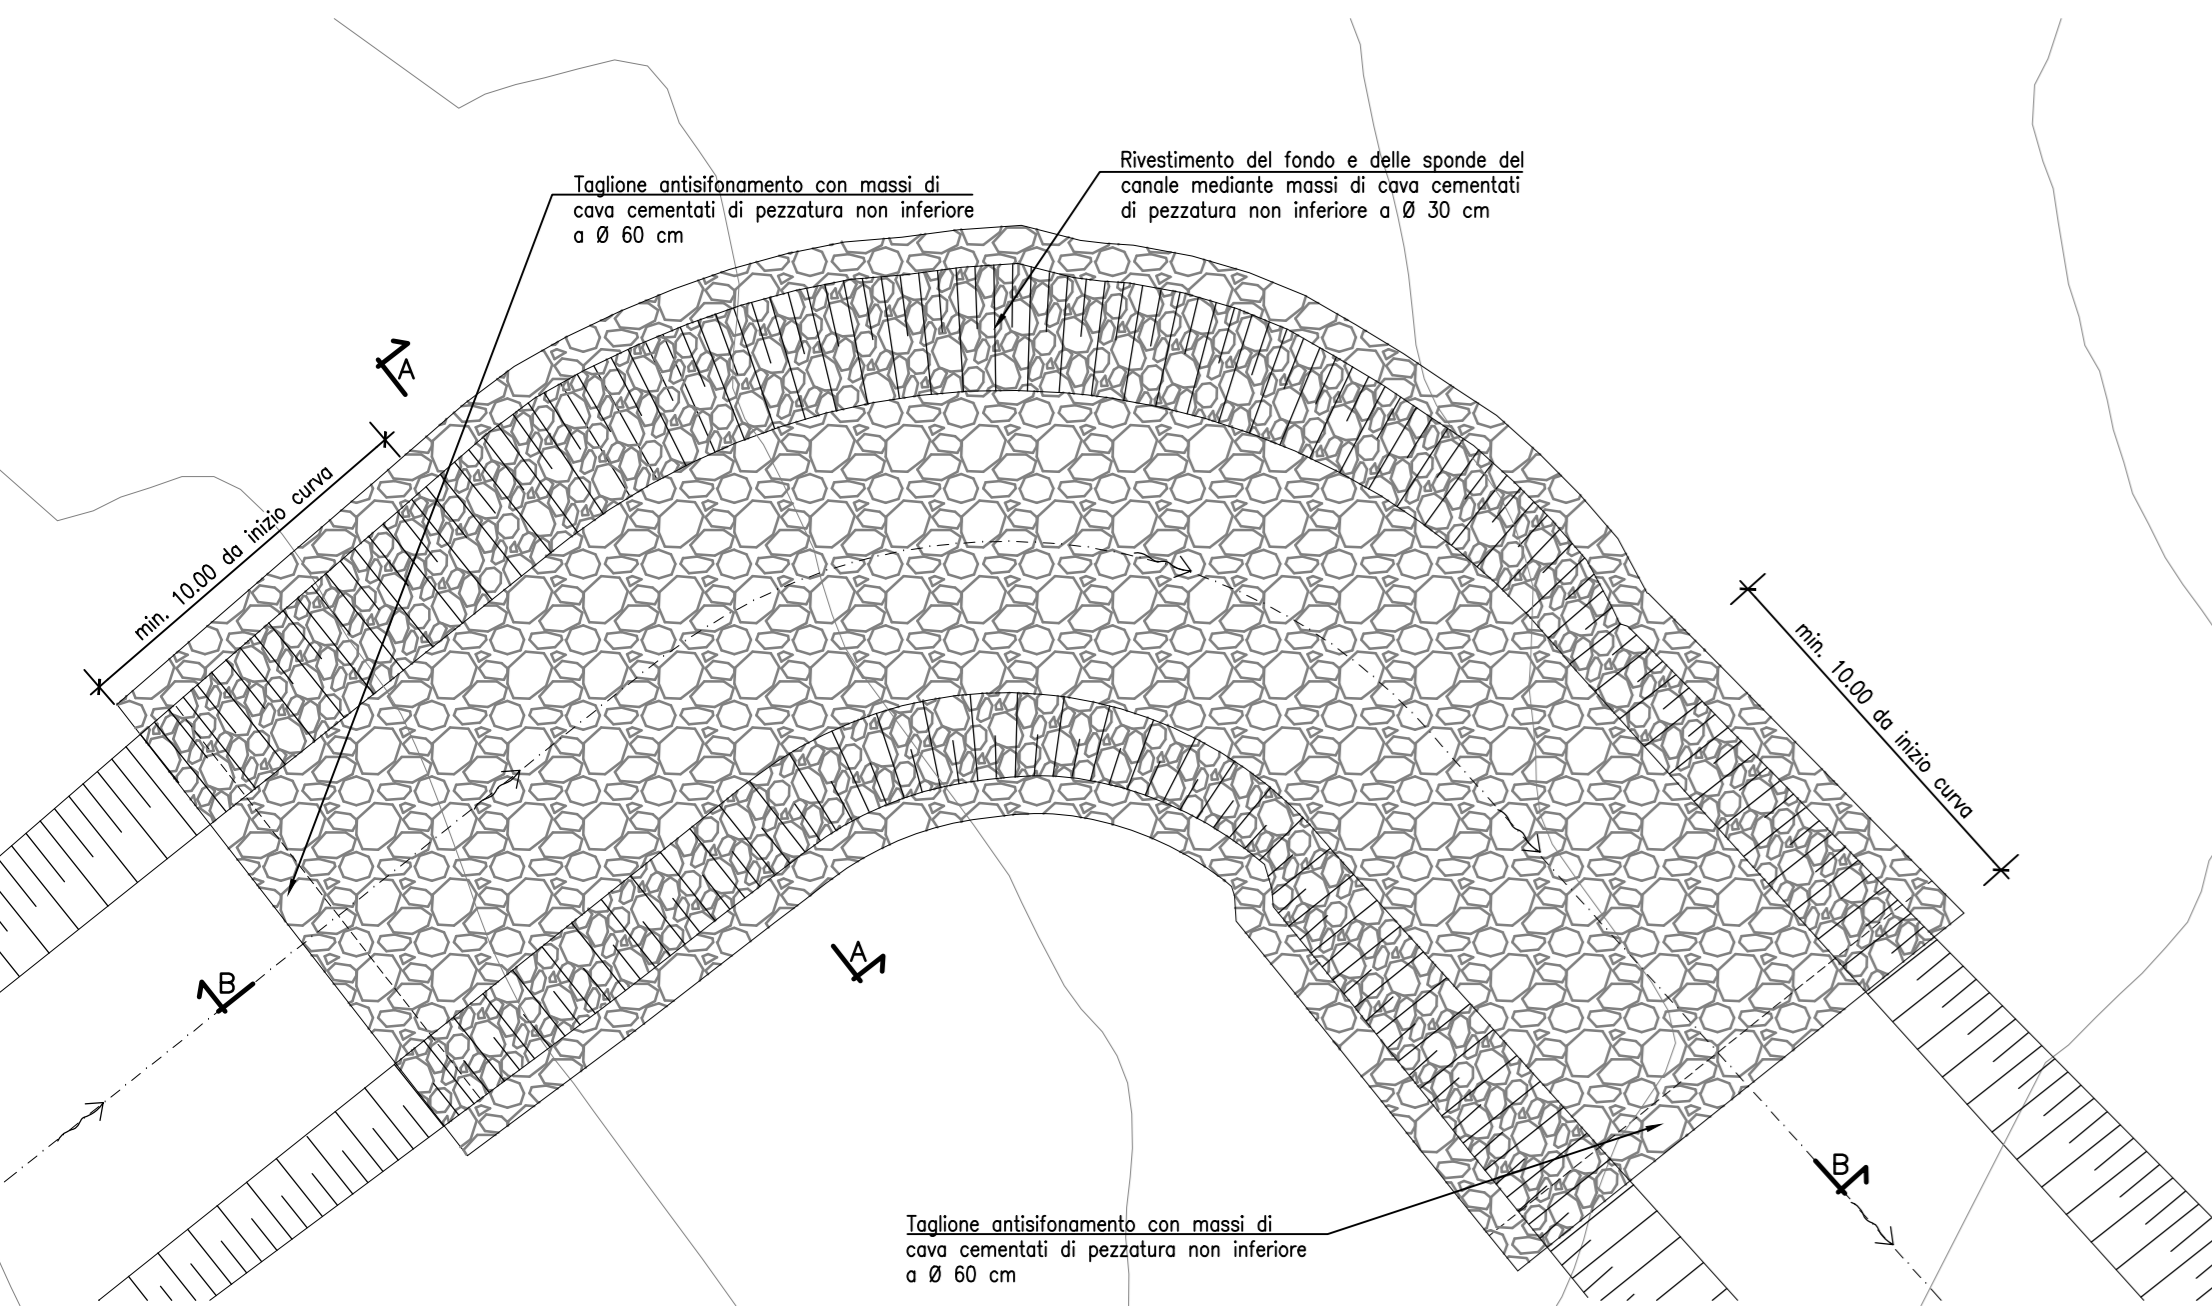 Rivestimento del fondo e delle sponde del
canale mediante massi di cava cementati
di pezzatura non inferiore a Ø 30 cm
Taglione antisifonamento con massi di
cava cementati di pezzatura non inferiore
a Ø 60 cm
A
min. 10.00 da inizio curva
min. 10.00 da inizio curva
A
B
B
Taglione antisifonamento con massi di
cava cementati di pezzatura non inferiore
a Ø 60 cm